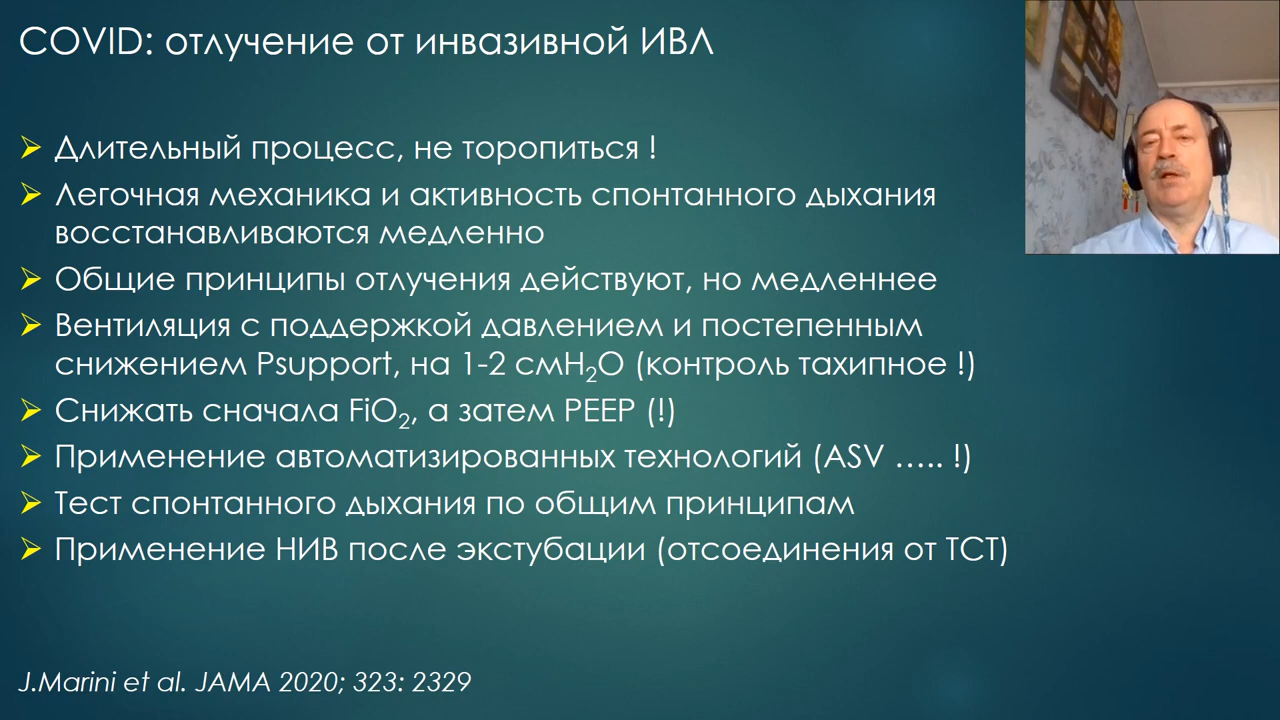 COVID: отлучение от инвазивной ИВЛ
Длительный процесс, не торопиться !
Легочная механика и активность спонтанного дыхания
восстанавливаются медленно
Общие принципы отлучения действуют, но медленнее
Вентиляция с поддержкой давлением и постепенным
снижением Psupport, на 1-2 смH₂O (контроль тахипное !)
Снижать сначала FiO₂, а затем PEEP (!)
Применение автоматизированных технологий (ASV ….. !)
Тест спонтанного дыхания по общим принципам
Применение НИВ после экстубации (отсоединения от ТСТ)
J.Marini et al. JAMA 2020; 323: 2329